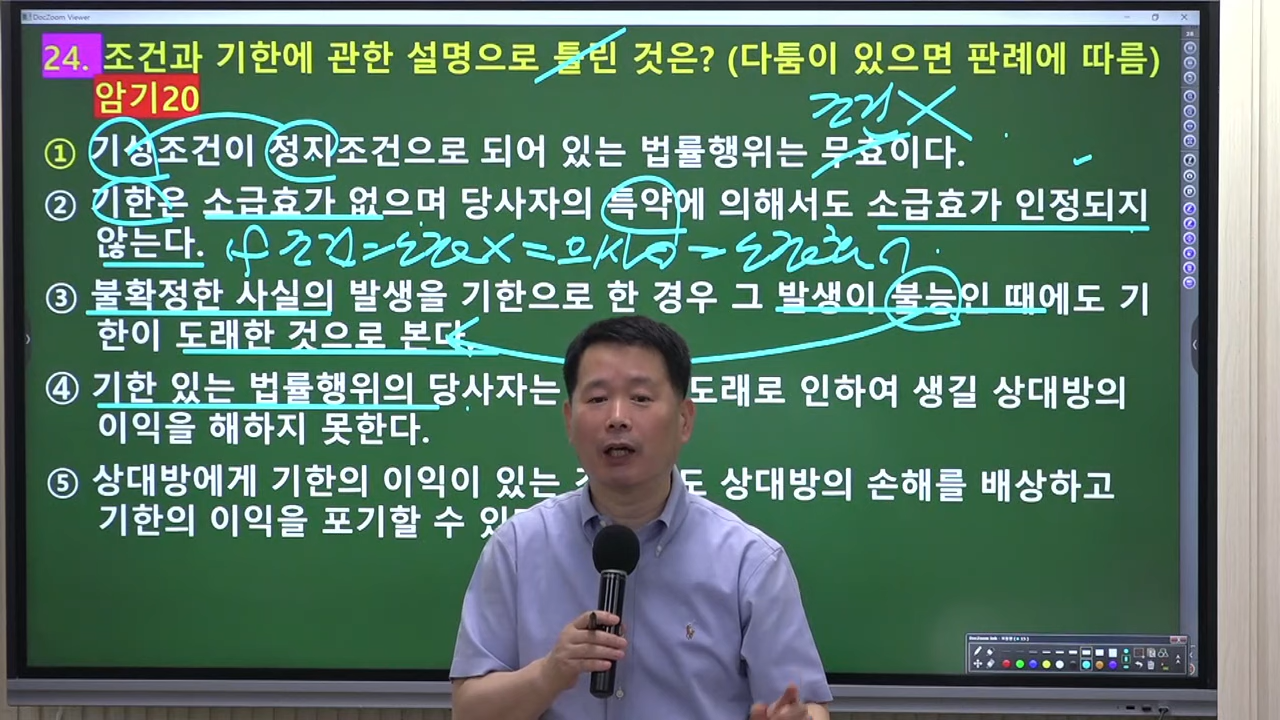 DocZoom Viewer
24. 조건과 기한에 관한 설명으로 틀린 것은? (다툼이 있으면 판례에 따름)
암기20
조건 X
① 기성조건이 정지조건으로 되어 있는 법률행위는 무효이다.
② 기한은 소급효가 없으며 당사자의 특약에 의해서도 소급효가 인정되지
않는다.
③ 불확정한 사실의 발생을 기한으로 한 경우 그 발생이 불능인 때에도 기
한이 도래한 것으로 본다.
④ 기한 있는 법률행위의 당사자는 도래로 인하여 생길 상대방의
이익을 해하지 못한다.
⑤ 상대방에게 기한의 이익이 있는 도 상대방의 손해를 배상하고
기한의 이익을 포기할 수